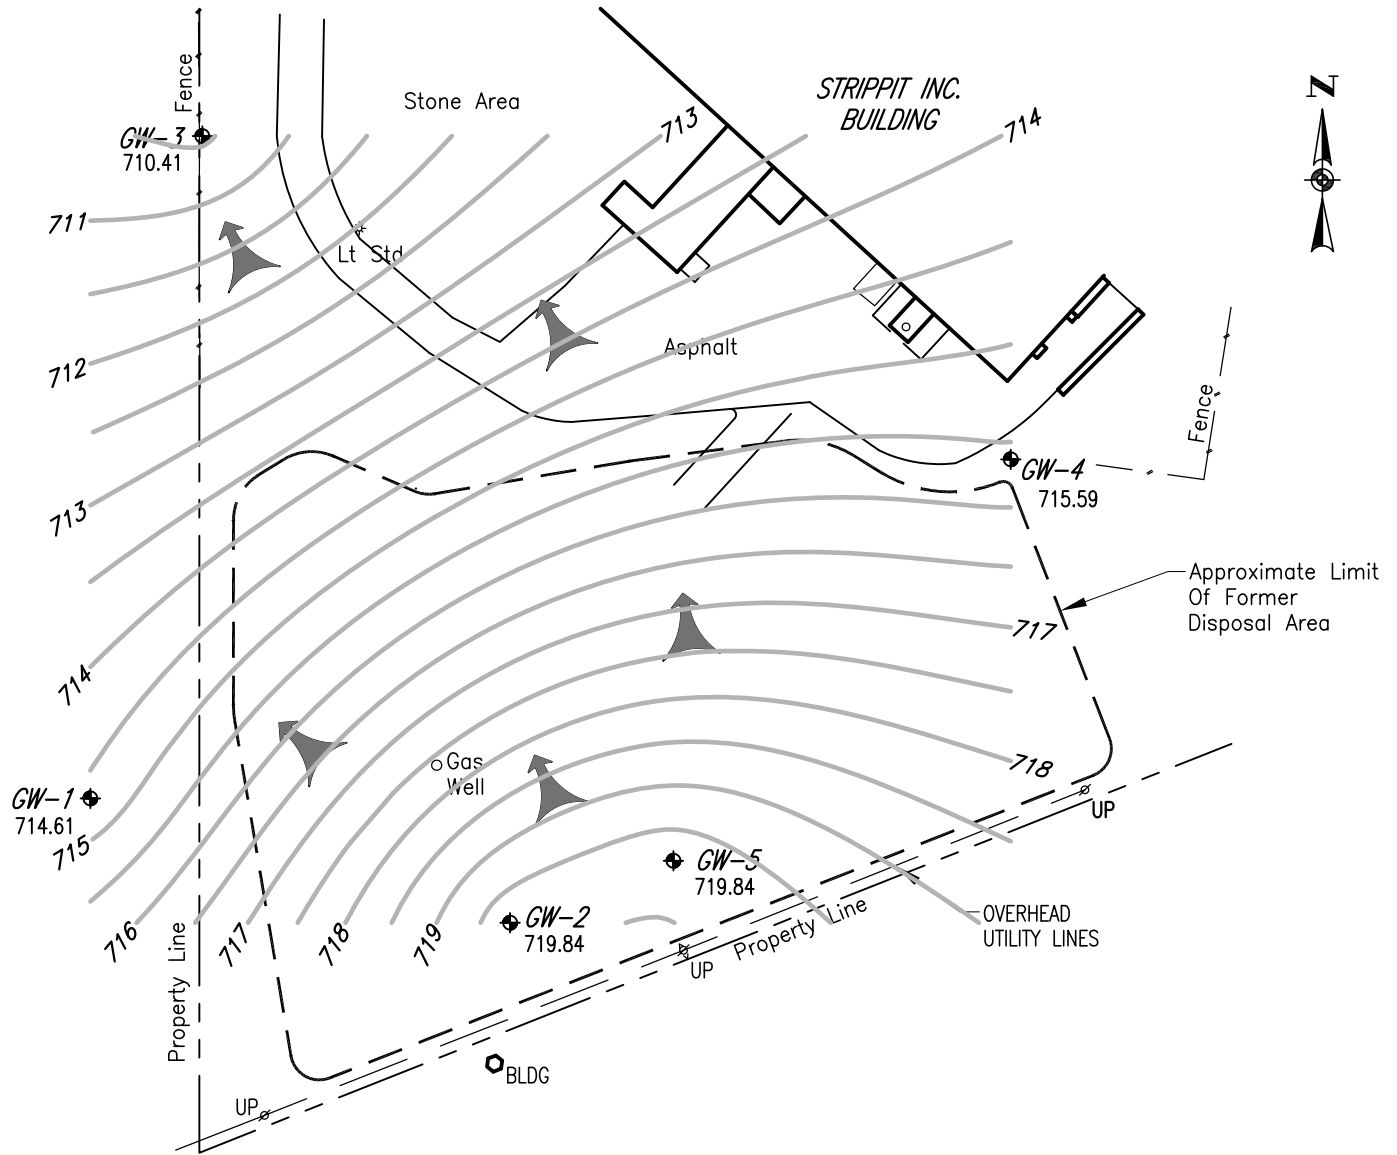 Fence
Stone Area
STRIPPIT INC.
BUILDING
N
713
714
GW-3
710.41
711
Lt Std
712
Asphalt
Fence
GW-4
715.59
713
Approximate Limit
Of Former
Disposal Area
717
714
Gas
Well
718
GW-1
714.61
UP
715
GW-5
719.84
GW-2
719.84
716
717
718
719
OVERHEAD
UTILITY LINES
Property Line
UP
Property Line
BLDG
UP